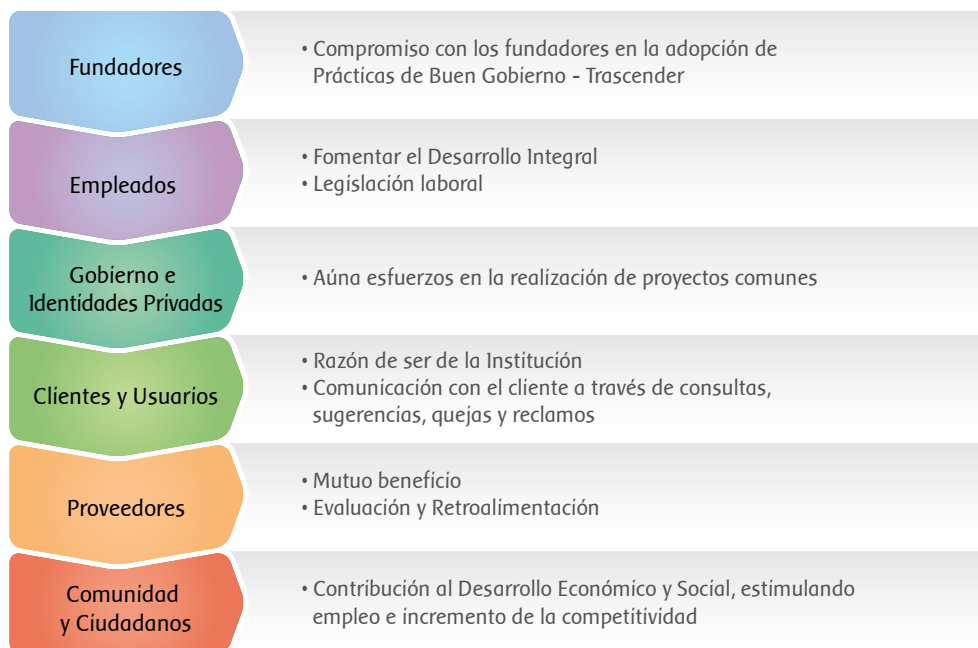 Fundadores
• Compromiso con los fundadores en la adopción de
Prácticas de Buen Gobierno - Trascender
Empleados
• Fomentar el Desarrollo Integral
• Legislación laboral
Gobierno e
Identidades Privadas
• Aúna esfuerzos en la realización de proyectos comunes
Clientes y Usuarios
• Razón de ser de la Institución
• Comunicación con el cliente a través de consultas,
sugerencias, quejas y reclamos
Proveedores
• Mutuo beneficio
• Evaluación y Retroalimentación
Comunidad
y Ciudadanos
• Contribución al Desarrollo Económico y Social, estimulando
empleo e incremento de la competitividad